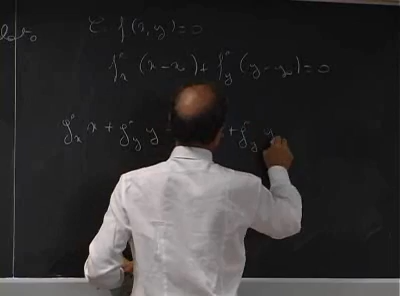 C: f(x,y)=0
f°x (x-x₀) + f°y (y-y₀) = 0
f°x x + f°y y + f°y y